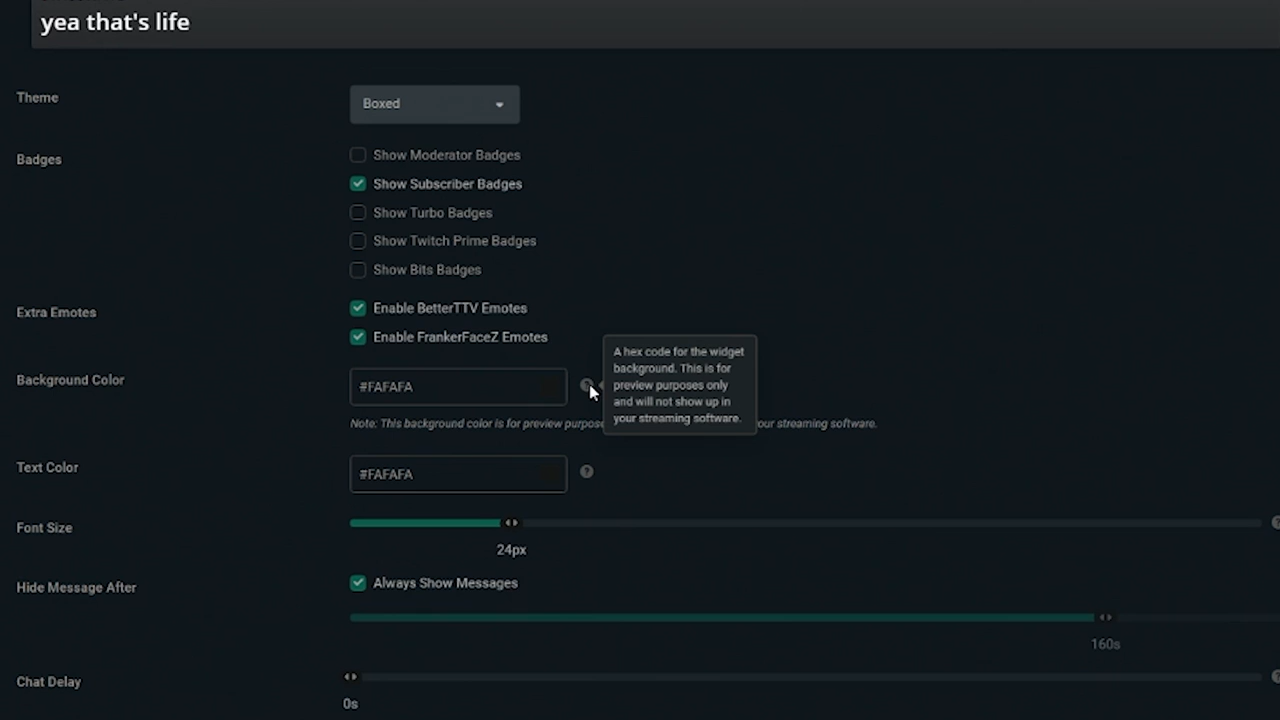 yea that's life
Theme
Boxed
Badges
Show Moderator Badges
Show Subscriber Badges
Show Turbo Badges
Show Twitch Prime Badges
Show Bits Badges
Extra Emotes
Enable BetterTTV Emotes
Enable FrankerFaceZ Emotes
A hex code for the widget
background. This is for
preview purposes only
and will not show up in
your streaming software.
Background Color
#FAFAFA
?
Note: This background color is for preview purpose
our streaming software.
Text Color
#FAFAFA
?
Font Size
24px
Hide Message After
Always Show Messages
160s
Chat Delay
0s